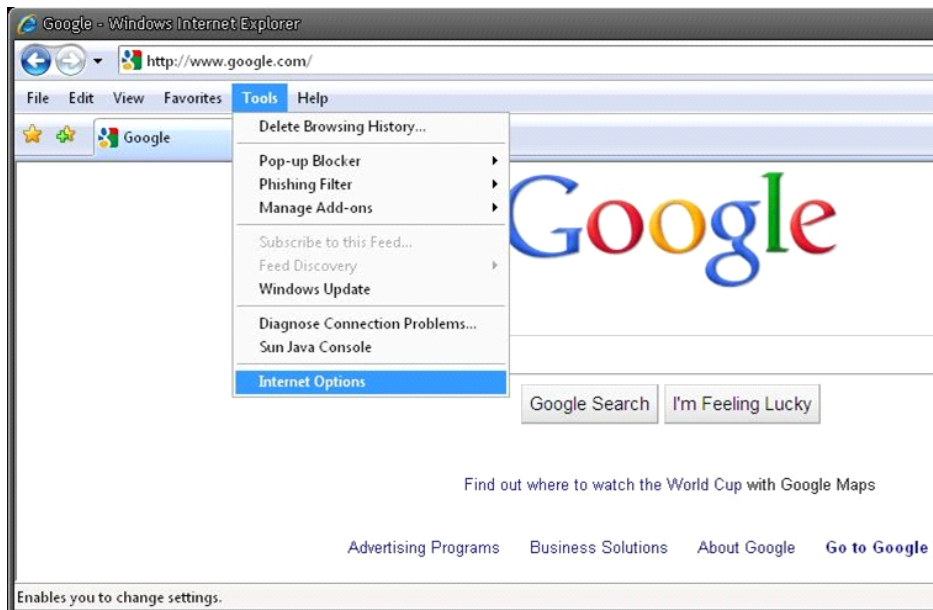 Google - Windows Internet Explorer
http://www.google.com/
File Edit View Favorites Tools Help
Google
Delete Browsing History...
Pop-up Blocker
Phishing Filter
Manage Add-ons
Subscribe to this Feed...
Feed Discovery
Windows Update
Diagnose Connection Problems...
Sun Java Console
Internet Options
Google
Google Search I'm Feeling Lucky
Find out where to watch the World Cup with Google Maps
Advertising Programs Business Solutions About Google Go to Google
Enables you to change settings.